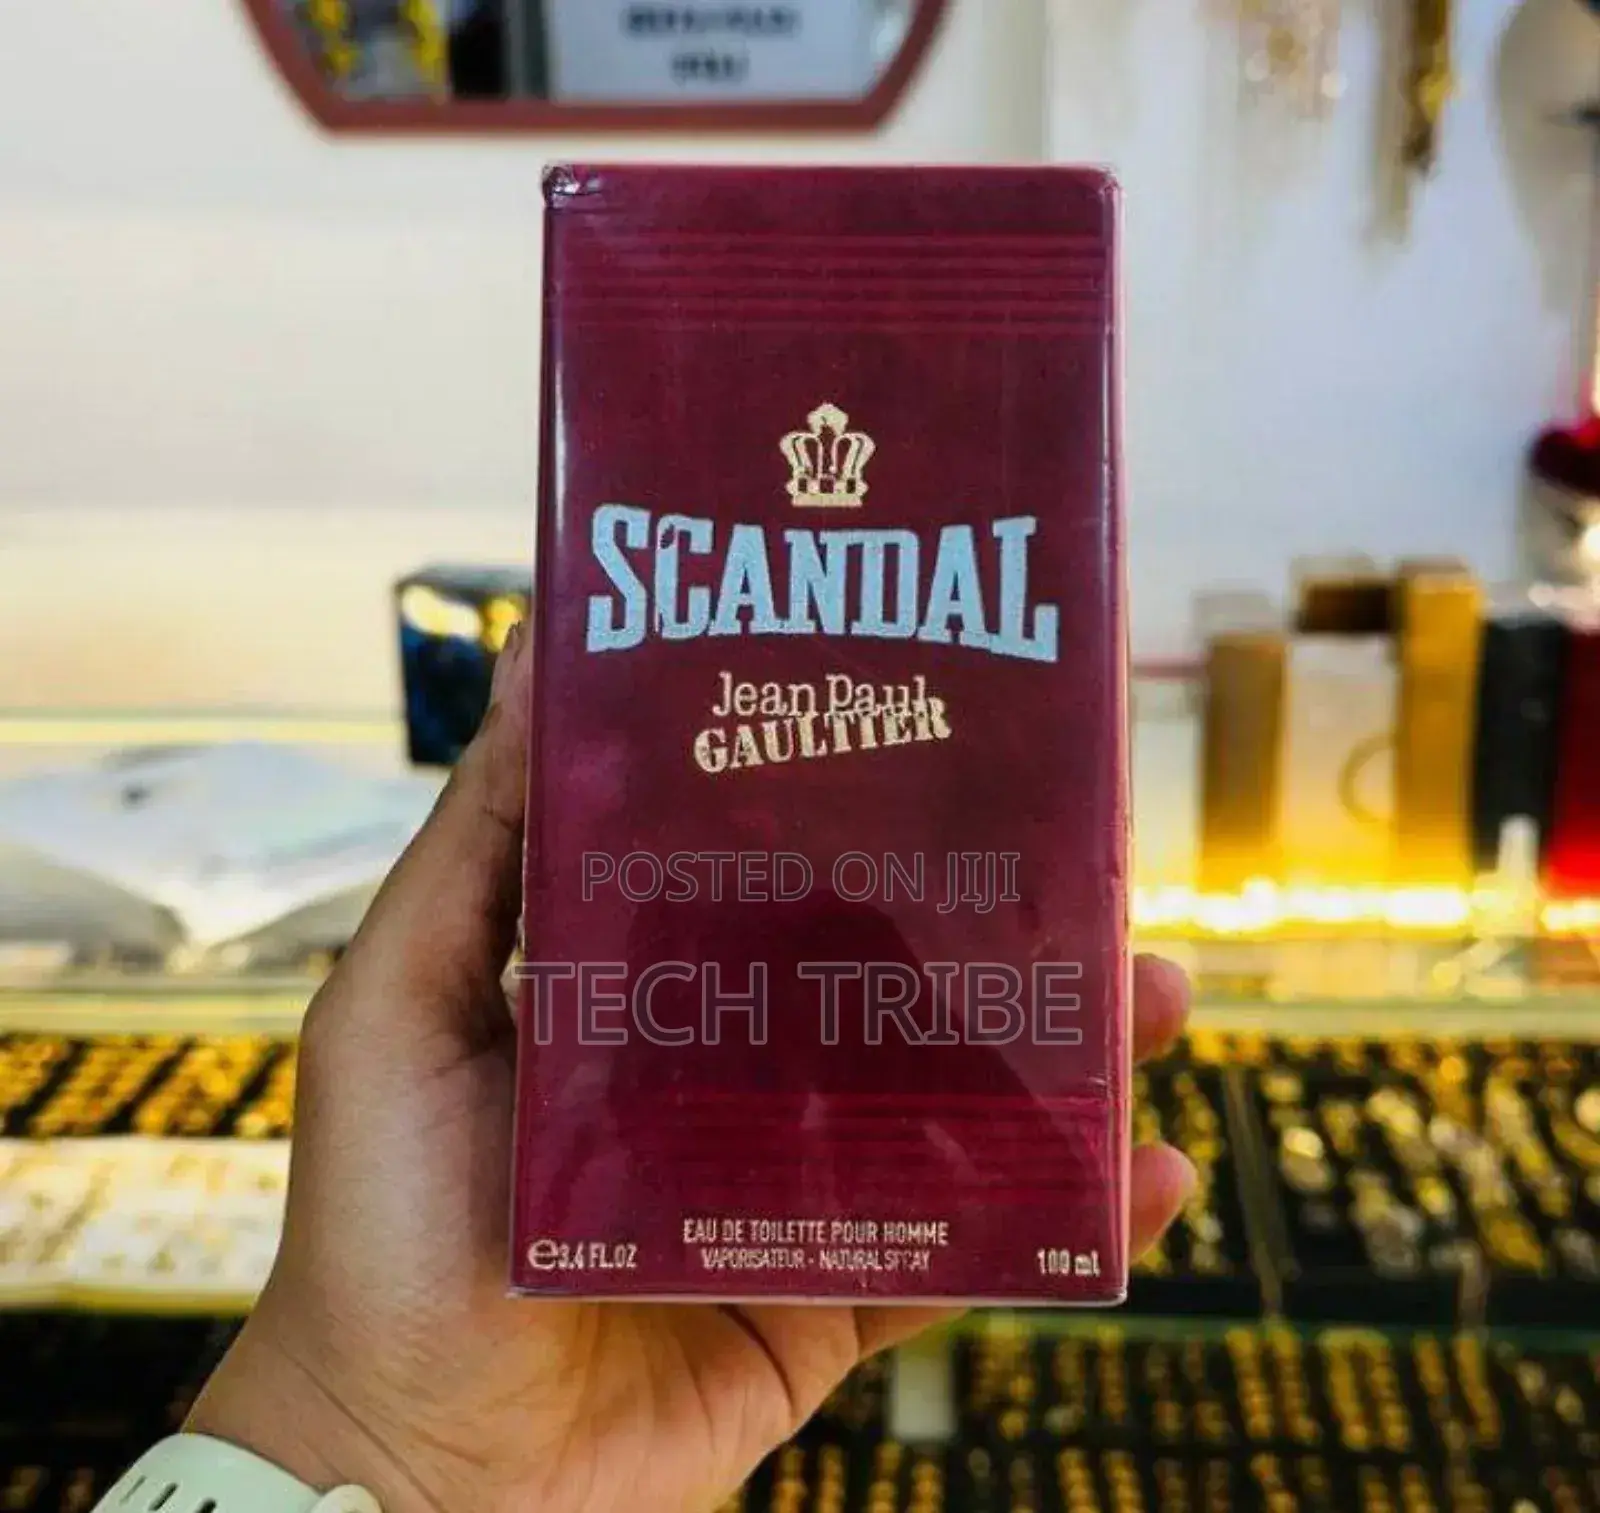 SCANDAL
Jean Paul
GAULTIER
POSTED ON JIJI
TECH TRIBE
EAU DE TOILETTE POUR HOMME
e3.4 FL.OZ VAPORISATEUR - NATURAL SPRAY 100 ml